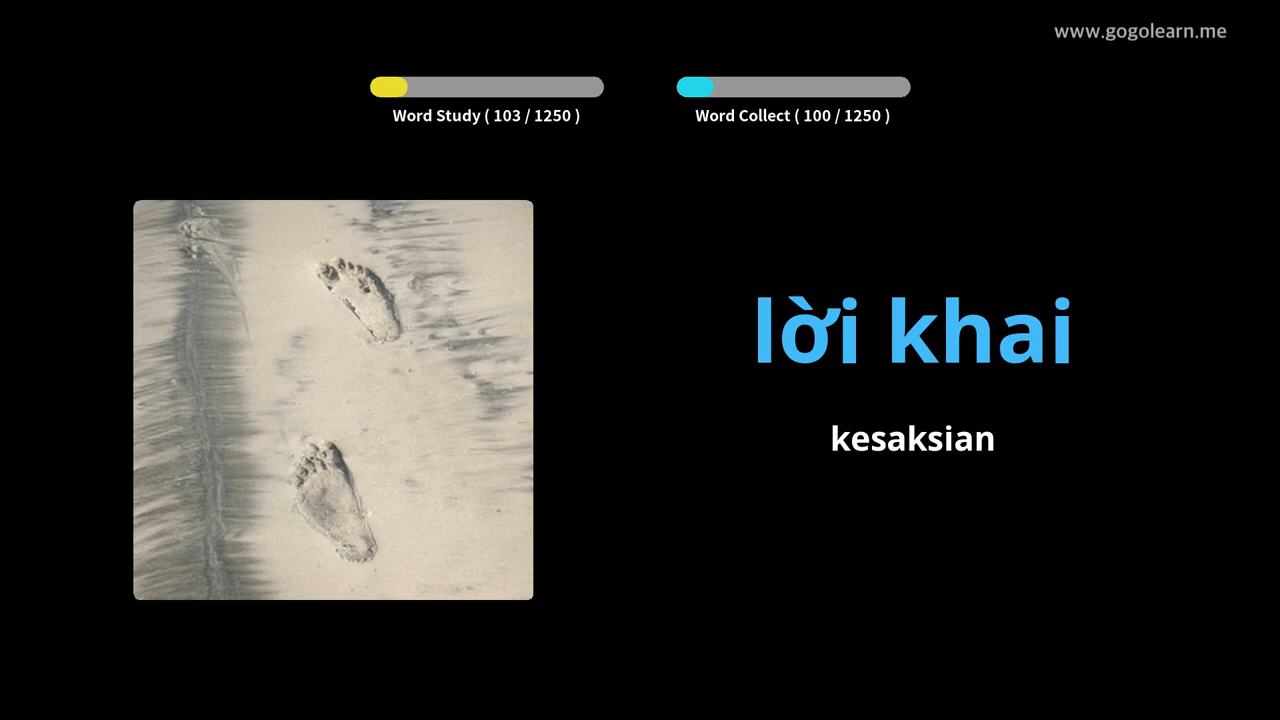 www.gogolearn.me
Word Study ( 103 / 1250 )
Word Collect ( 100 / 1250 )
lời khai
kesaksian